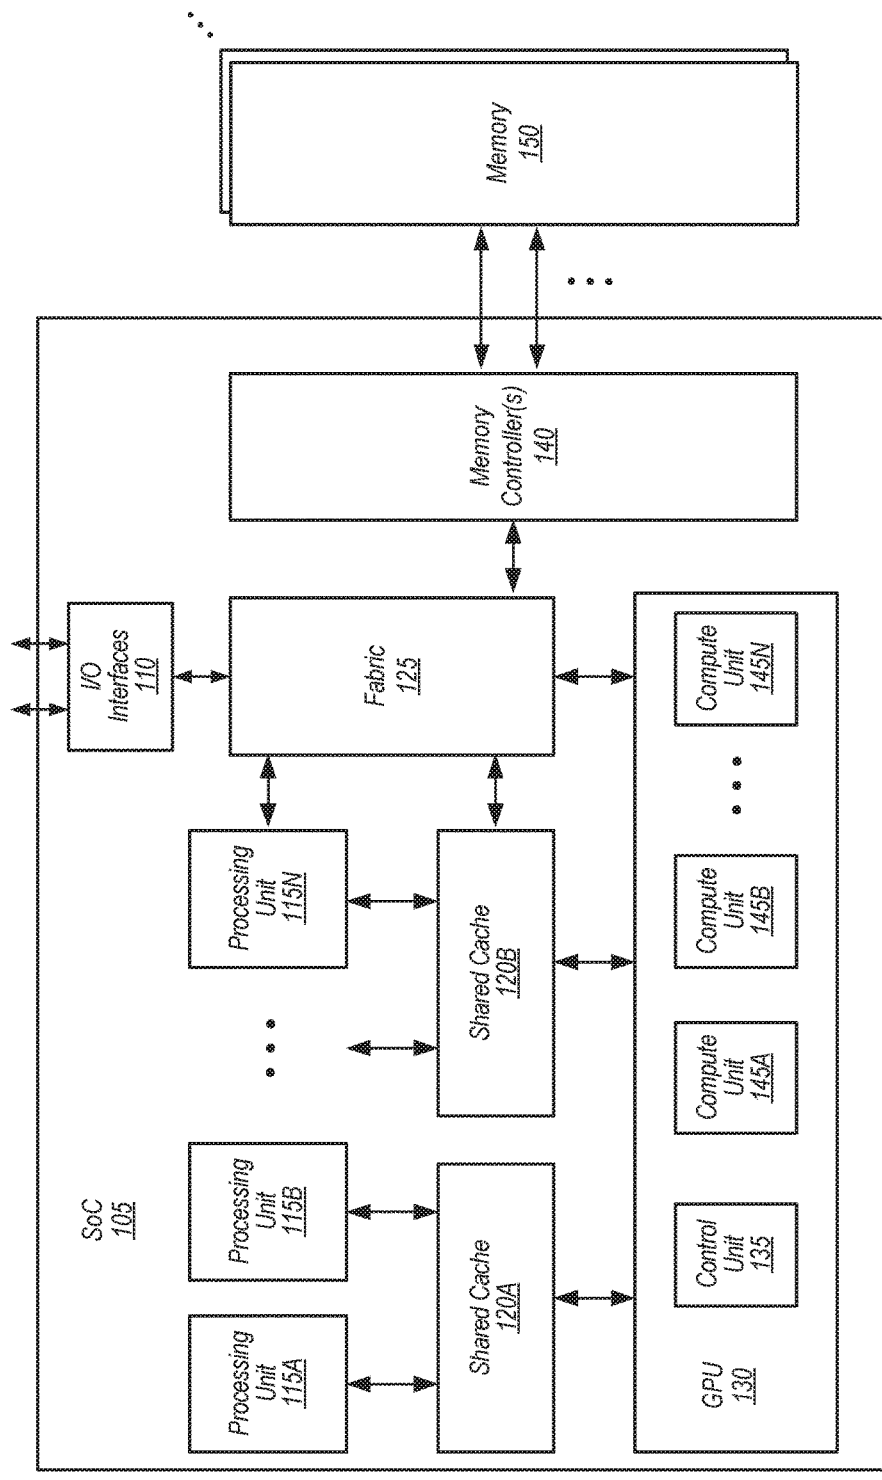 SoC
105
Processing
Unit
115A
Processing
Unit
115B
Processing
Unit
115N
I/O
Interfaces
110
Shared Cache
120A
Shared Cache
120B
Fabric
125
Memory
Controller(s)
140
Memory
150
GPU
130
Control
Unit
135
Compute
Unit
145A
Compute
Unit
145B
Compute
Unit
145N